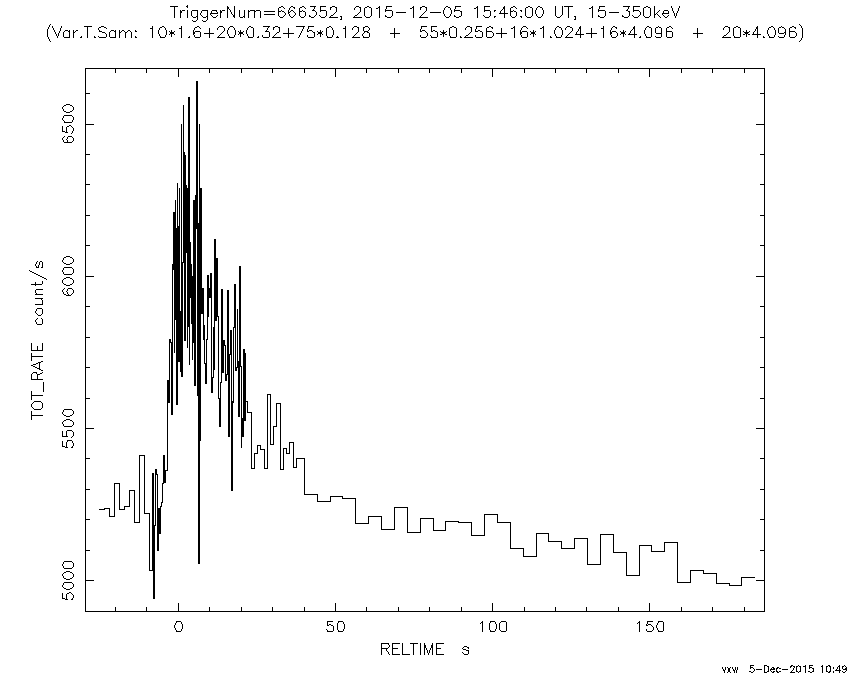 TriggerNum=666352, 2015-12-05 15:46:00 UT, 15-350keV
(Var.T.Sam: 10*1.6+20*0.32+75*0.128 + 55*0.256+16*1.024+16*4.096 + 20*4.096)
6500
6000
5500
5000
TOT_RATE count/s
0 50 100 150
RELTIME s
vxw 5-Dec-2015 10:49